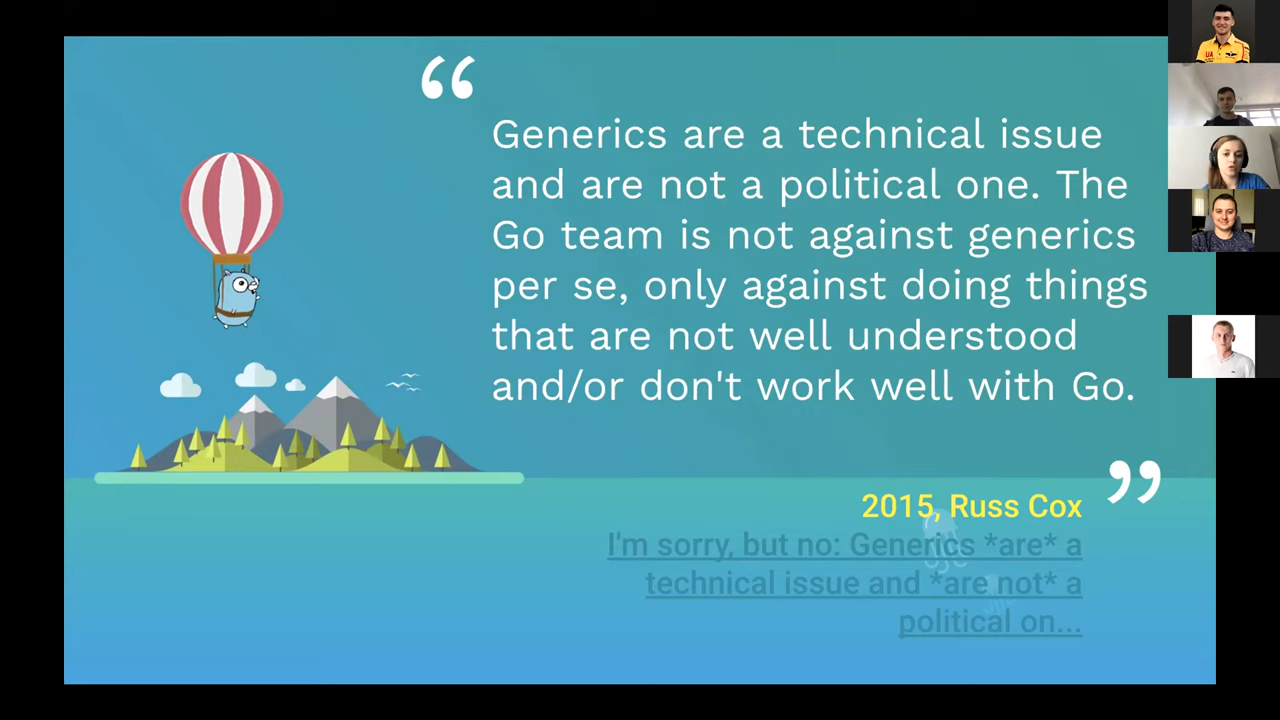 “
Generics are a technical issue
and are not a political one. The
Go team is not against generics
per se, only against doing things
that are not well understood
and/or don't work well with Go.
”
2015, Russ Cox
I'm sorry, but no: Generics *are* a
technical issue and *are not* a
political on...
UA